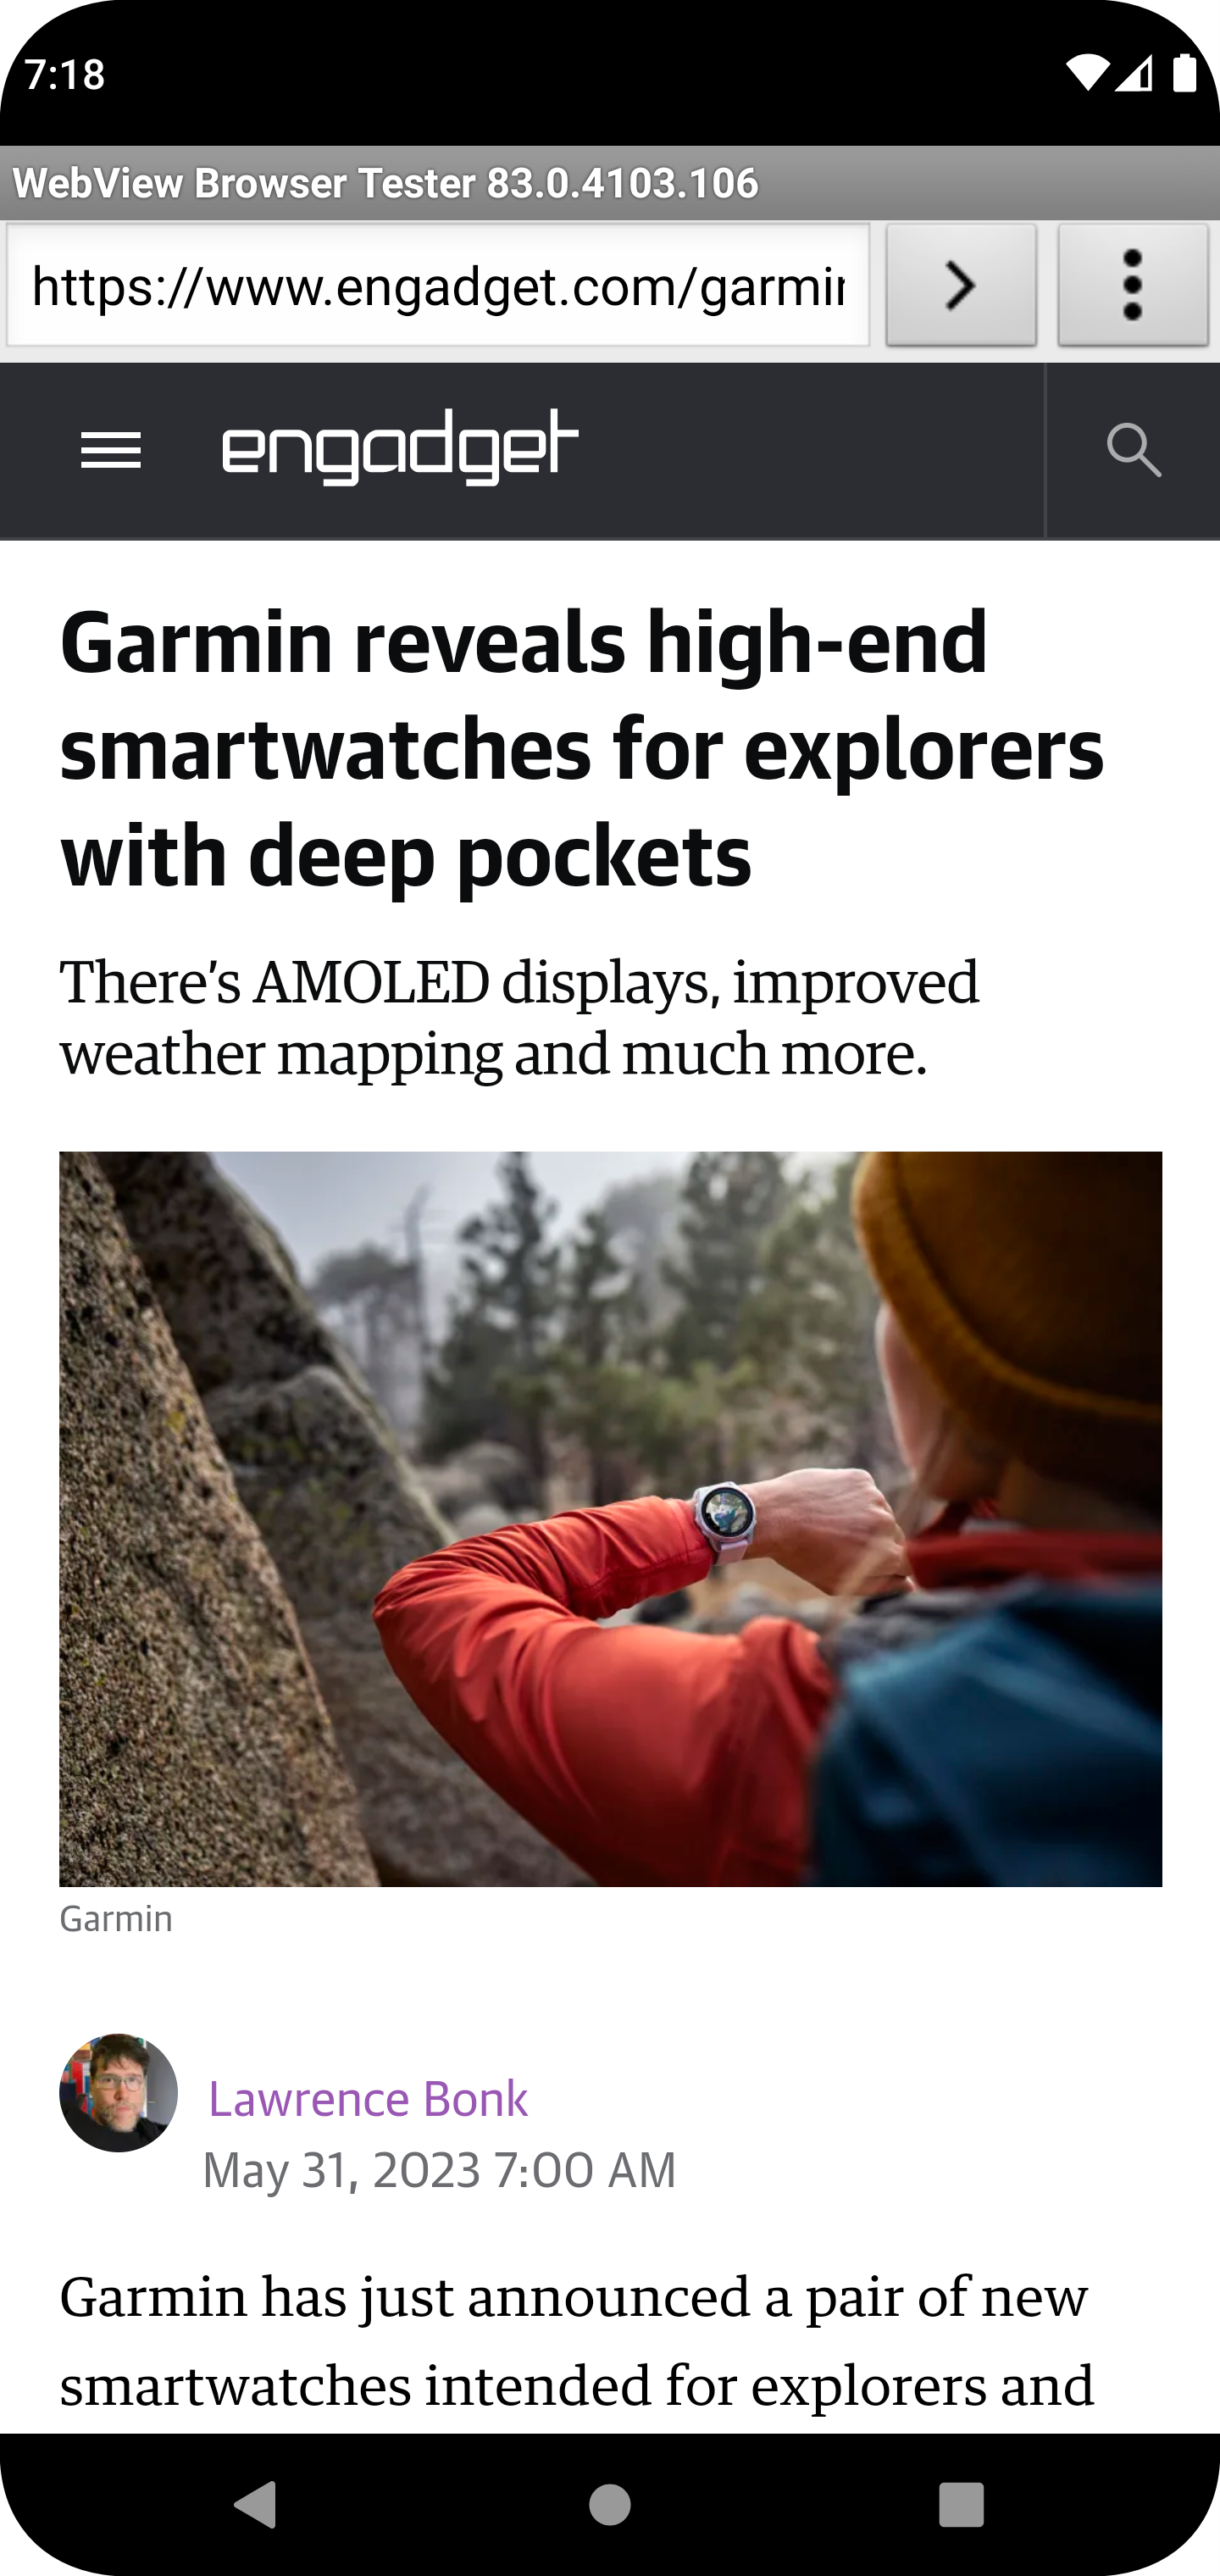 7:18
WebView Browser Tester 83.0.4103.106
https://www.engadget.com/garmin
engadget
Garmin reveals high-end
smartwatches for explorers
with deep pockets
There’s AMOLED displays, improved
weather mapping and much more.
Garmin
Lawrence Bonk
May 31, 2023 7:00 AM
Garmin has just announced a pair of new
smartwatches intended for explorers and